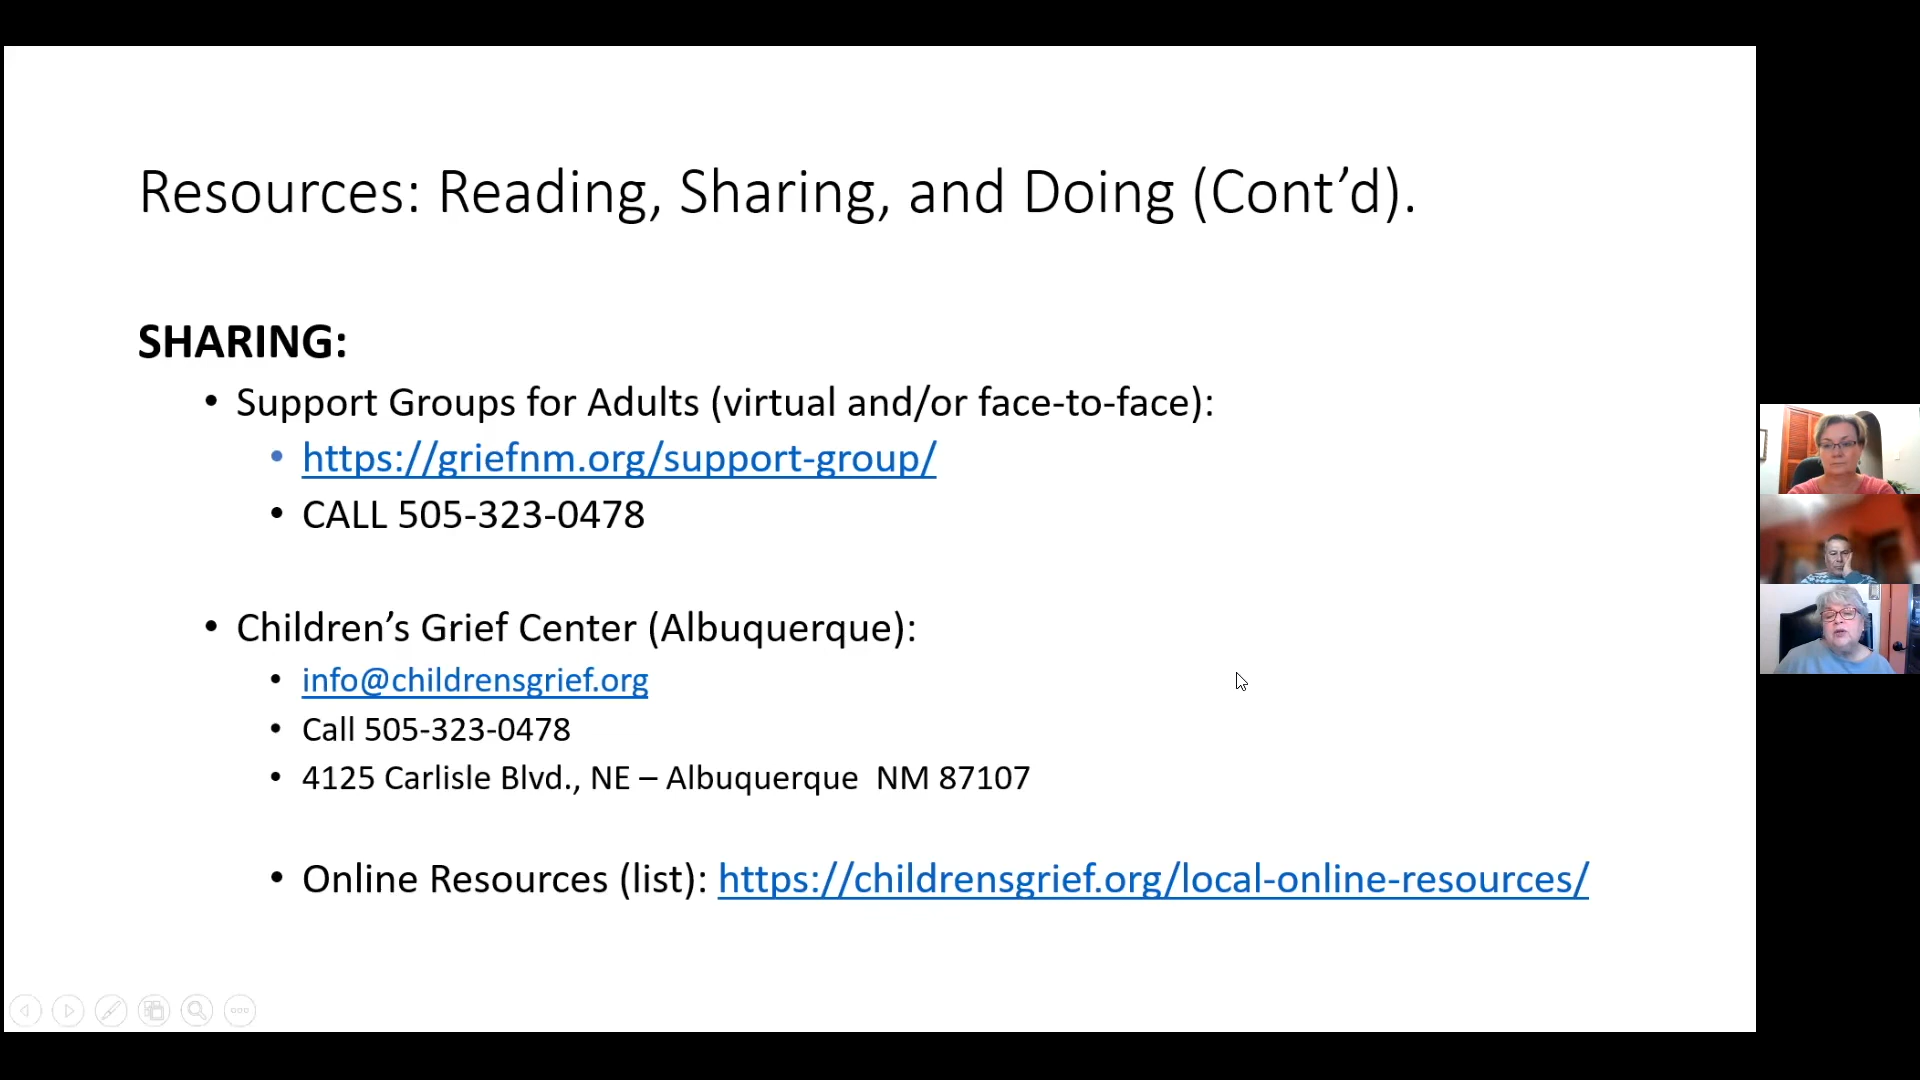 Resources: Reading, Sharing, and Doing (Cont’d).
SHARING:
• Support Groups for Adults (virtual and/or face-to-face):
• https://griefnm.org/support-group/
• CALL 505-323-0478
• Children’s Grief Center (Albuquerque):
• info@childrensgrief.org
• Call 505-323-0478
• 4125 Carlisle Blvd., NE – Albuquerque  NM 87107
• Online Resources (list): https://childrensgrief.org/local-online-resources/